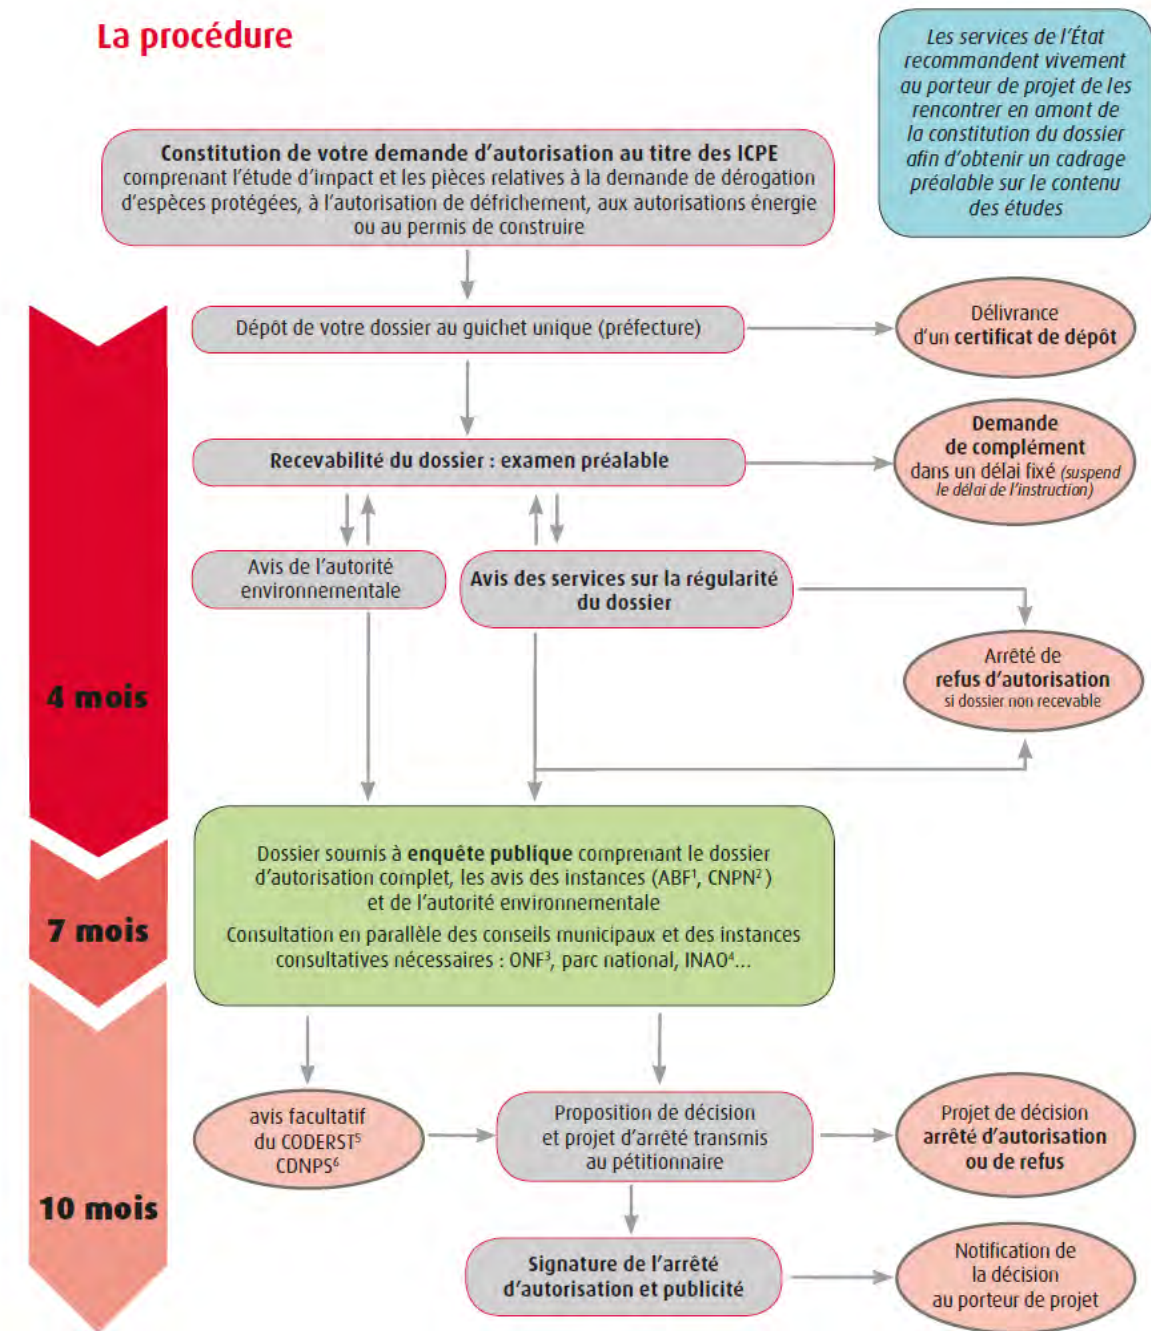 La procédure
Les services de l'État
recommandent vivement
au porteur de projet de les
rencontrer en amont de
la constitution du dossier
afin d'obtenir un cadrage
préalable sur le contenu
des études
Constitution de votre demande d'autorisation au titre des ICPE
comprenant l'étude d'impact et les pièces relatives à la demande de dérogation
d'espèces protégées, à l'autorisation de défrichement, aux autorisations énergie
ou au permis de construire
Dépôt de votre dossier au guichet unique (préfecture)
Délivrance
d'un certificat de dépôt
Recevabilité du dossier : examen préalable
Demande
de complément
dans un délai fixé (suspend
le délai de l'instruction)
Avis de l'autorité
environnementale
Avis des services sur la régularité
du dossier
Arrêté de
refus d'autorisation
si dossier non recevable
4 mois
Dossier soumis à enquête publique comprenant le dossier
d'autorisation complet, les avis des instances (ABF¹, CNPN²)
et de l'autorité environnementale
Consultation en parallèle des conseils municipaux et des instances
consultatives nécessaires : ONF³, parc national, INAO⁴...
7 mois
avis facultatif
du CODERST⁵
CDNPS⁶
Proposition de décision
et projet d'arrêté transmis
au pétitionnaire
Projet de décision
arrêté d'autorisation
ou de refus
10 mois
Signature de l'arrêté
d'autorisation et publicité
Notification de
la décision
au porteur de projet